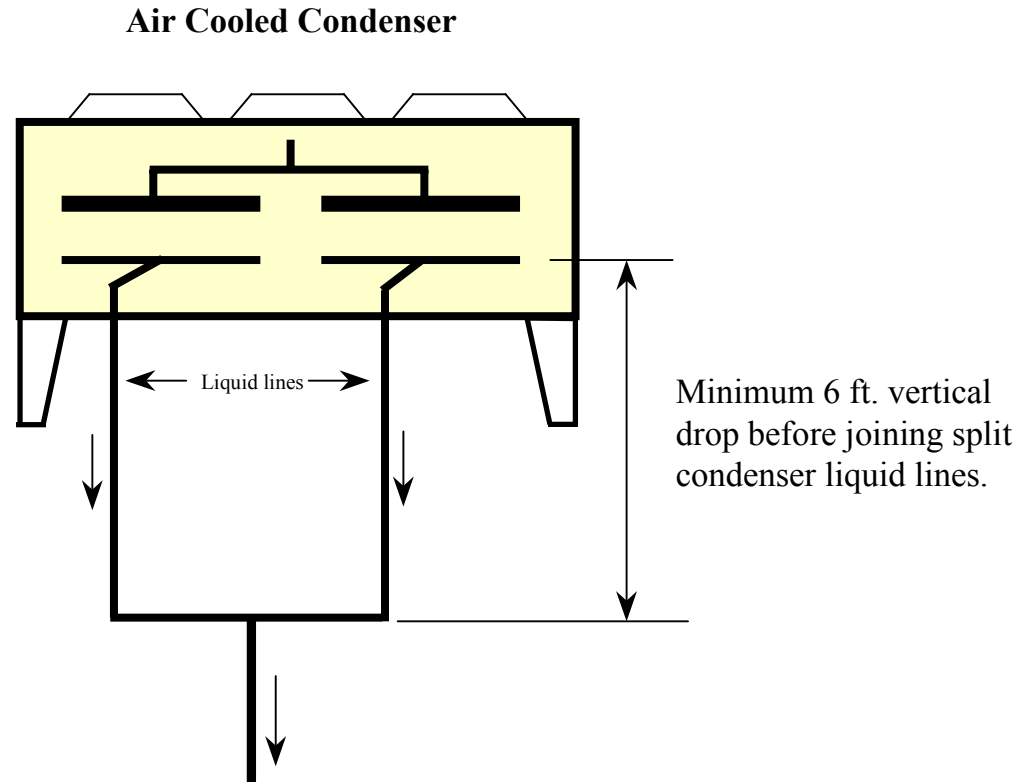 Air Cooled Condenser
Liquid lines
Minimum 6 ft. vertical
drop before joining split
condenser liquid lines.